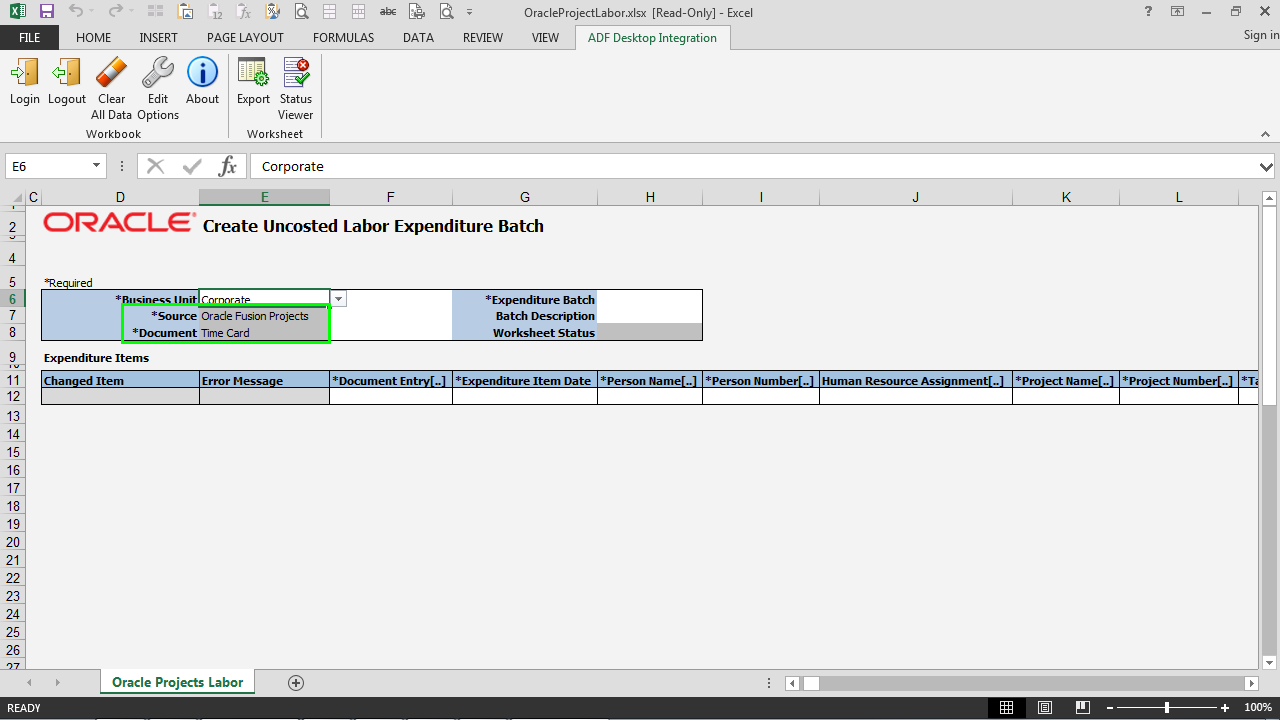 OracleProjectLabor.xlsx [Read-Only] - Excel
FILE HOME INSERT PAGE LAYOUT FORMULAS DATA REVIEW VIEW ADF Desktop Integration Sign in
Login Logout Clear All Data Edit Options About Export Status Viewer
Workbook Worksheet
E6 fx Corporate
C D E F G H I J K L
2 ORACLE Create Uncosted Labor Expenditure Batch
4
5 *Required
6 *Business Unit Corporate *Expenditure Batch
7 *Source Oracle Fusion Projects Batch Description
8 *Document Time Card Worksheet Status
9 Expenditure Items
11 Changed Item Error Message *Document Entry[..] *Expenditure Item Date *Person Name[..] *Person Number[..] Human Resource Assignment[..] *Project Name[..] *Project Number[..] *Ta
12
13
14
15
16
17
18
19
20
21
22
23
24
25
26
27
Oracle Projects Labor
READY 100%